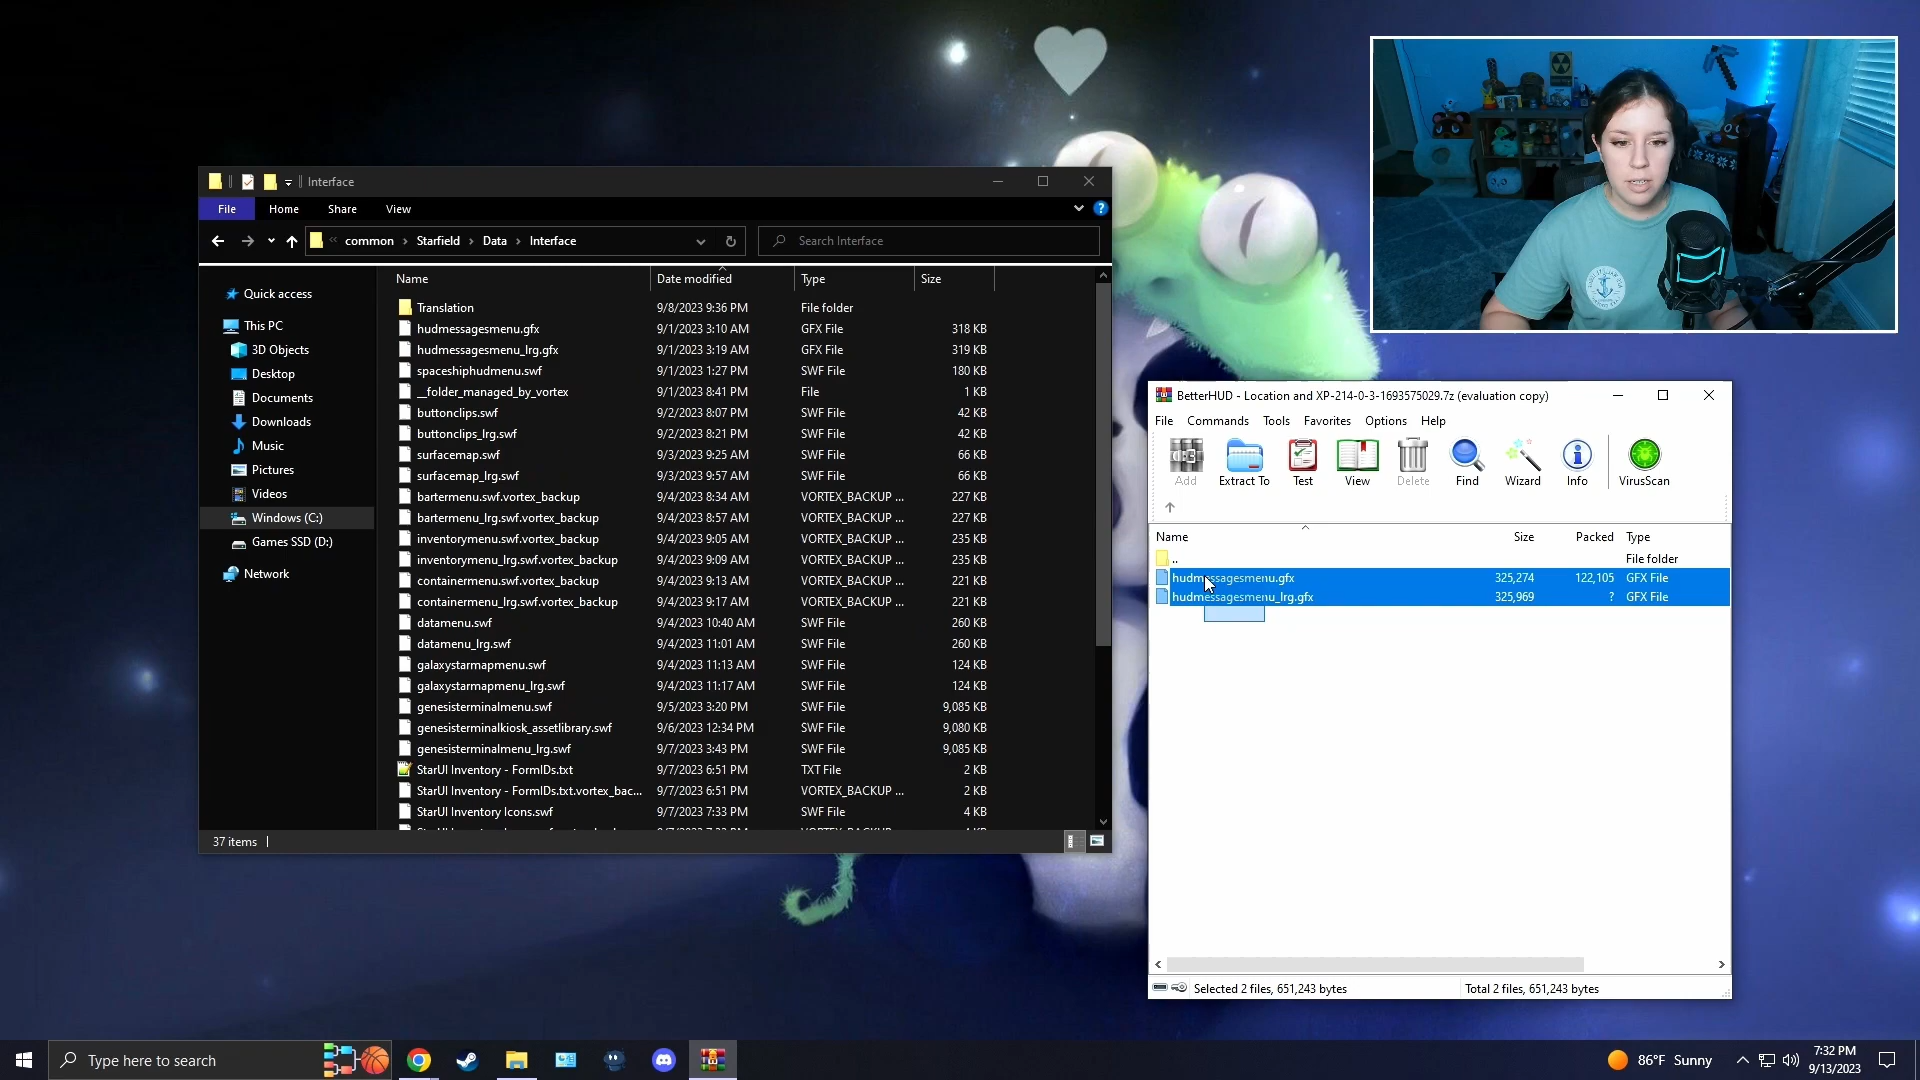 Interface
File Home Share View
common Starfield Data Interface
Search Interface
Name Date modified Type Size
Quick access
This PC
3D Objects
Desktop
Documents
Downloads
Music
Pictures
Videos
Windows (C:)
Games SSD (D:)
Network
Translation 9/8/2023 9:36 PM File folder
hudmessagesmenu.gfx 9/1/2023 3:10 AM GFX File 318 KB
hudmessagesmenu_lrg.gfx 9/1/2023 3:19 AM GFX File 319 KB
spaceshiphudmenu.swf 9/1/2023 1:27 PM SWF File 180 KB
__folder_managed_by_vortex 9/1/2023 8:41 PM File 1 KB
buttonclips.swf 9/2/2023 8:07 PM SWF File 42 KB
buttonclips_lrg.swf 9/2/2023 8:21 PM SWF File 42 KB
surfacemap.swf 9/3/2023 9:25 AM SWF File 66 KB
surfacemap_lrg.swf 9/3/2023 9:57 AM SWF File 66 KB
bartermenu.swf.vortex_backup 9/4/2023 8:34 AM VORTEX_BACKUP ... 227 KB
bartermenu_lrg.swf.vortex_backup 9/4/2023 8:57 AM VORTEX_BACKUP ... 227 KB
inventorymenu.swf.vortex_backup 9/4/2023 9:05 AM VORTEX_BACKUP ... 235 KB
inventorymenu_lrg.swf.vortex_backup 9/4/2023 9:09 AM VORTEX_BACKUP ... 235 KB
containermenu.swf.vortex_backup 9/4/2023 9:13 AM VORTEX_BACKUP ... 221 KB
containermenu_lrg.swf.vortex_backup 9/4/2023 9:17 AM VORTEX_BACKUP ... 221 KB
datamenu.swf 9/4/2023 10:40 AM SWF File 260 KB
datamenu_lrg.swf 9/4/2023 11:01 AM SWF File 260 KB
galaxystarmapmenu.swf 9/4/2023 11:13 AM SWF File 124 KB
galaxystarmapmenu_lrg.swf 9/4/2023 11:17 AM SWF File 124 KB
genesisterminalmenu.swf 9/5/2023 3:20 PM SWF File 9,085 KB
genesisterminalkiosk_assetlibrary.swf 9/6/2023 12:34 PM SWF File 9,080 KB
genesisterminalmenu_lrg.swf 9/7/2023 3:43 PM SWF File 9,085 KB
StarUI Inventory - FormIDs.txt 9/7/2023 6:51 PM TXT File 2 KB
StarUI Inventory - FormIDs.txt.vortex_bac... 9/7/2023 6:51 PM VORTEX_BACKUP ... 2 KB
StarUI Inventory Icons.swf 9/7/2023 7:33 PM SWF File 4 KB
37 items
BetterHUD - Location and XP-214-0-3-1693575029.7z (evaluation copy)
File Commands Tools Favorites Options Help
Add Extract To Test View Delete Find Wizard Info VirusScan
Name Size Packed Type
.. File folder
hudmessagesmenu.gfx 325,274 122,105 GFX File
hudmessagesmenu_lrg.gfx 325,969 ? GFX File
Selected 2 files, 651,243 bytes Total 2 files, 651,243 bytes
Type here to search
86°F Sunny
7:32 PM
9/13/2023